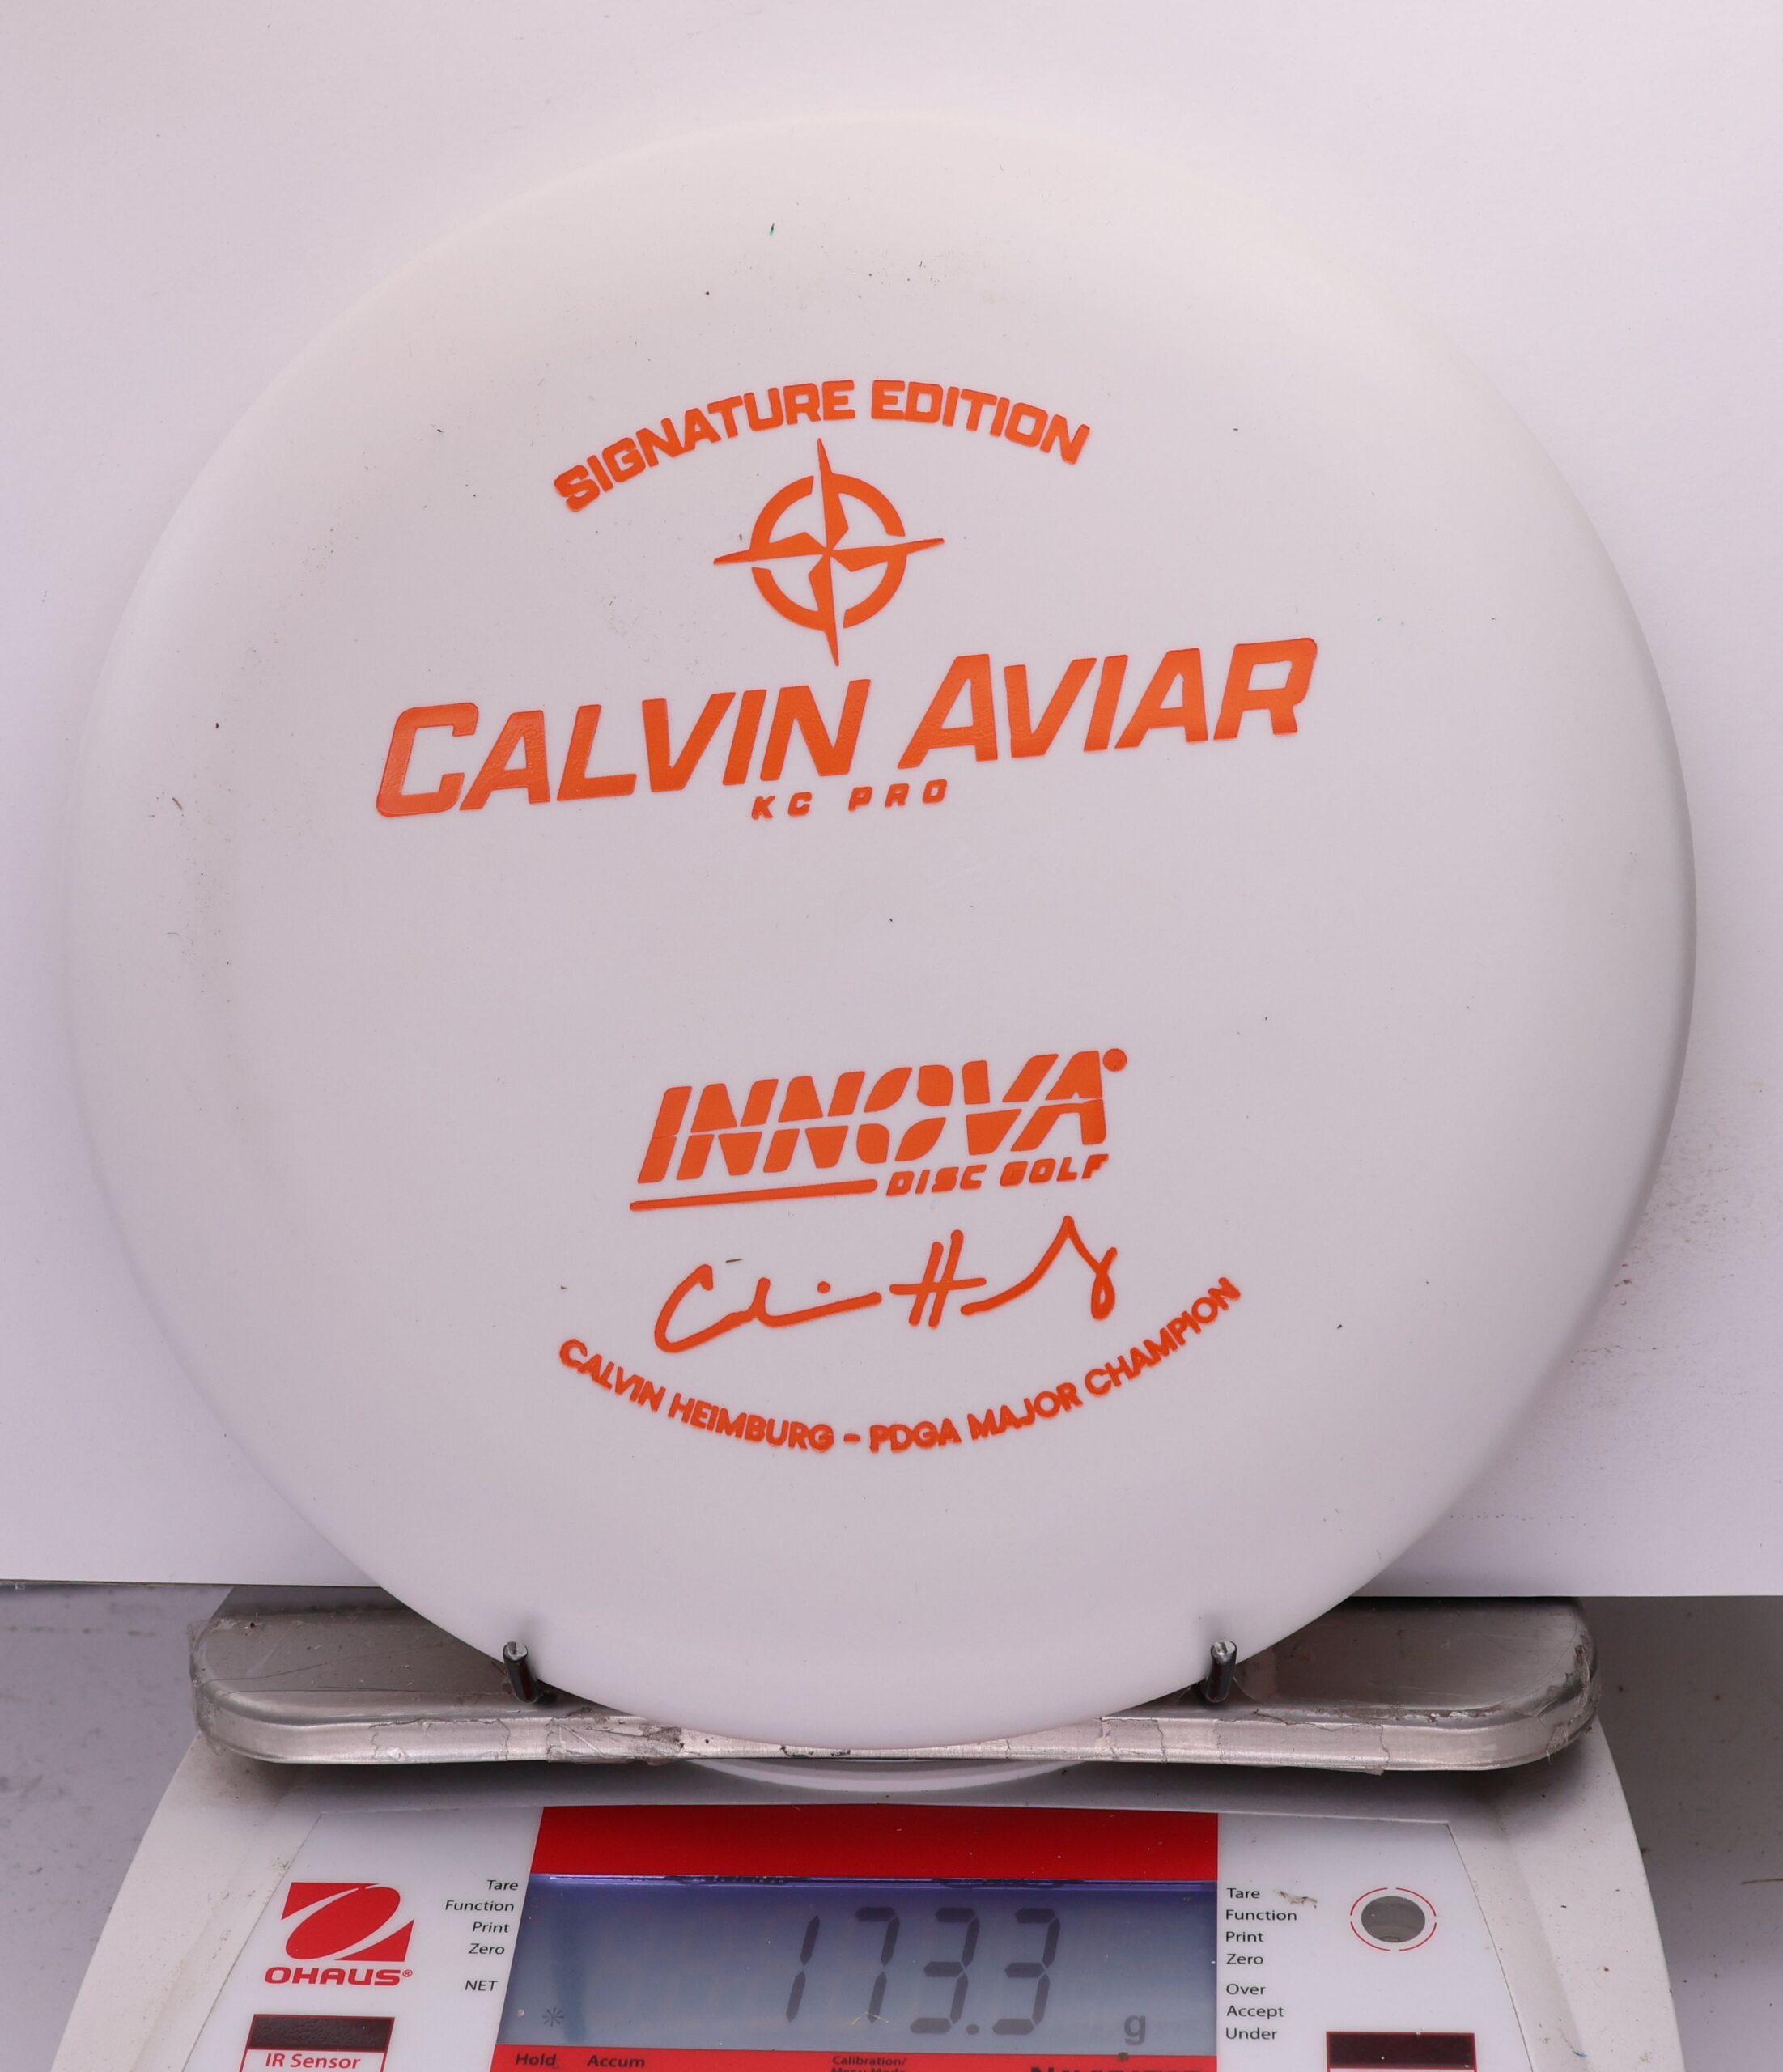 SIGNATURE EDITION
CALVIN AVIAR
KC PRO
INNOVA
DISC GOLF
CALVIN HEIMBURG - PDGA MAJOR CHAMPION
Tare
Function
Print
Zero
NET
OHAUS®
IR Sensor
173.3 g
Tare
Function
Print
Zero
Over
Accept
Under
Hold Accum
Calibration/